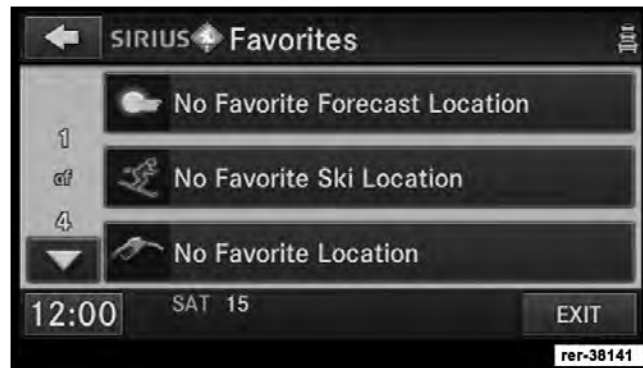 SIRIUS Favorites
No Favorite Forecast Location
1
of
4
No Favorite Ski Location
No Favorite Location
12:00 SAT 15 EXIT
rer-38141